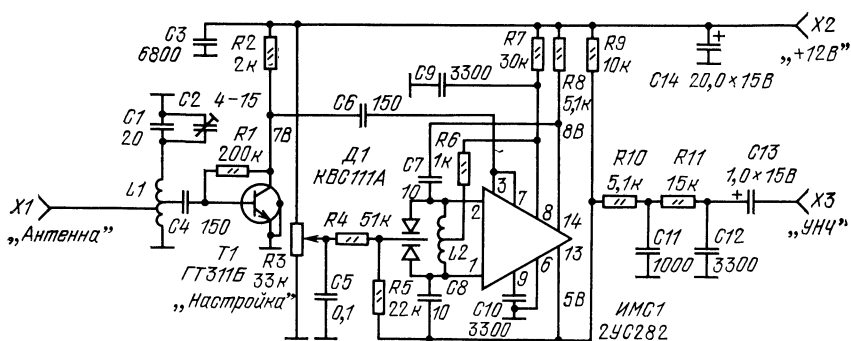 C3
6800
R2
2к
R7
30к
R8
5,1к
R9
10к
X2
„+12В"
C14 20,0×15В
C9 3300
C1
20
C2
4-15
R1
200к
7В
C6 150
8В
Д1
КВС111А
R6
1к
C7
10
3
7
R10
5,1к
R11
15к
C13
1,0×15В
X1
„Антенна"
L1
C4 150
T1
ГТ311Б
R3
33к
„Настройка"
R4 51к
L2
2
1
8
14
6
13
9
X3
„УНЧ"
C5
0,1
R5
22к
C8
10
C10
3300
5В
C11
1000
C12
3300
ИМС1
2УС282